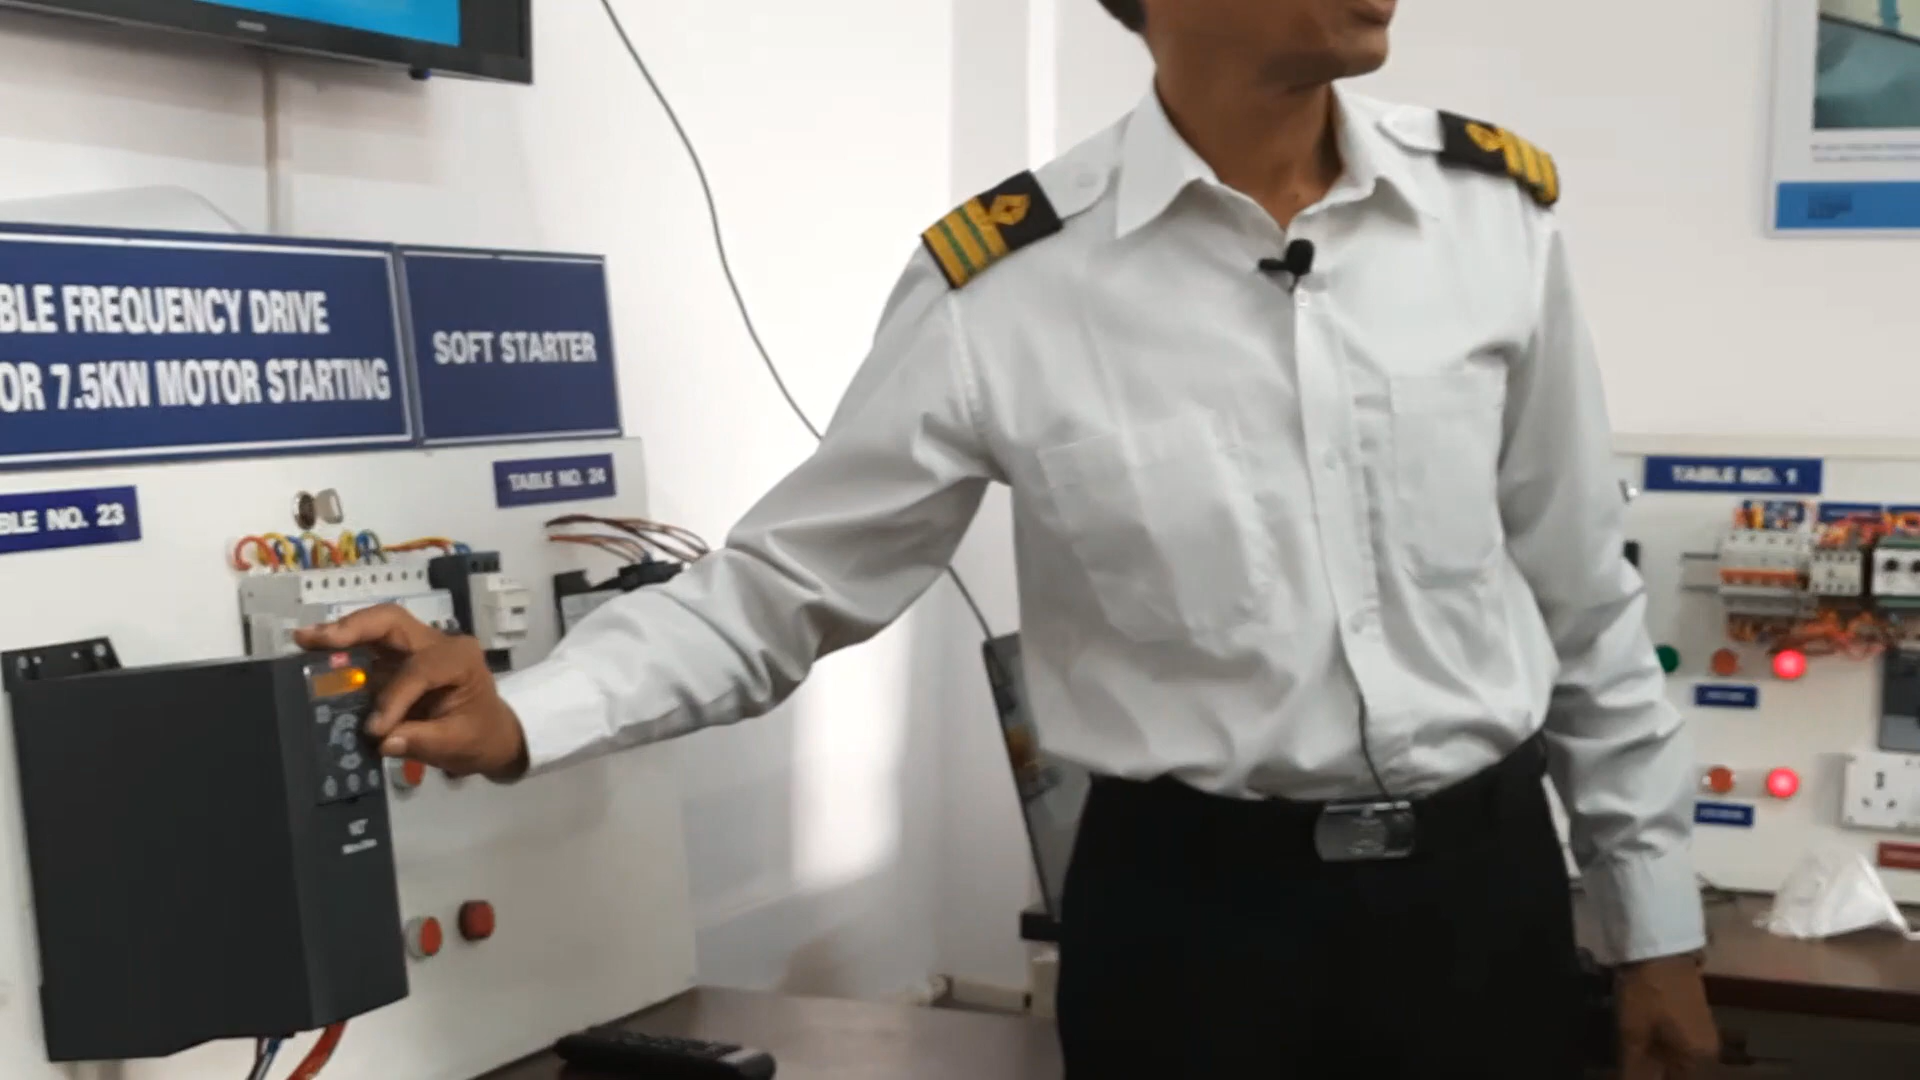 BLE FREQUENCY DRIVE
OR 7.5KW MOTOR STARTING
SOFT STARTER
BLE NO. 23
TABLE NO. 24
TABLE NO. 1